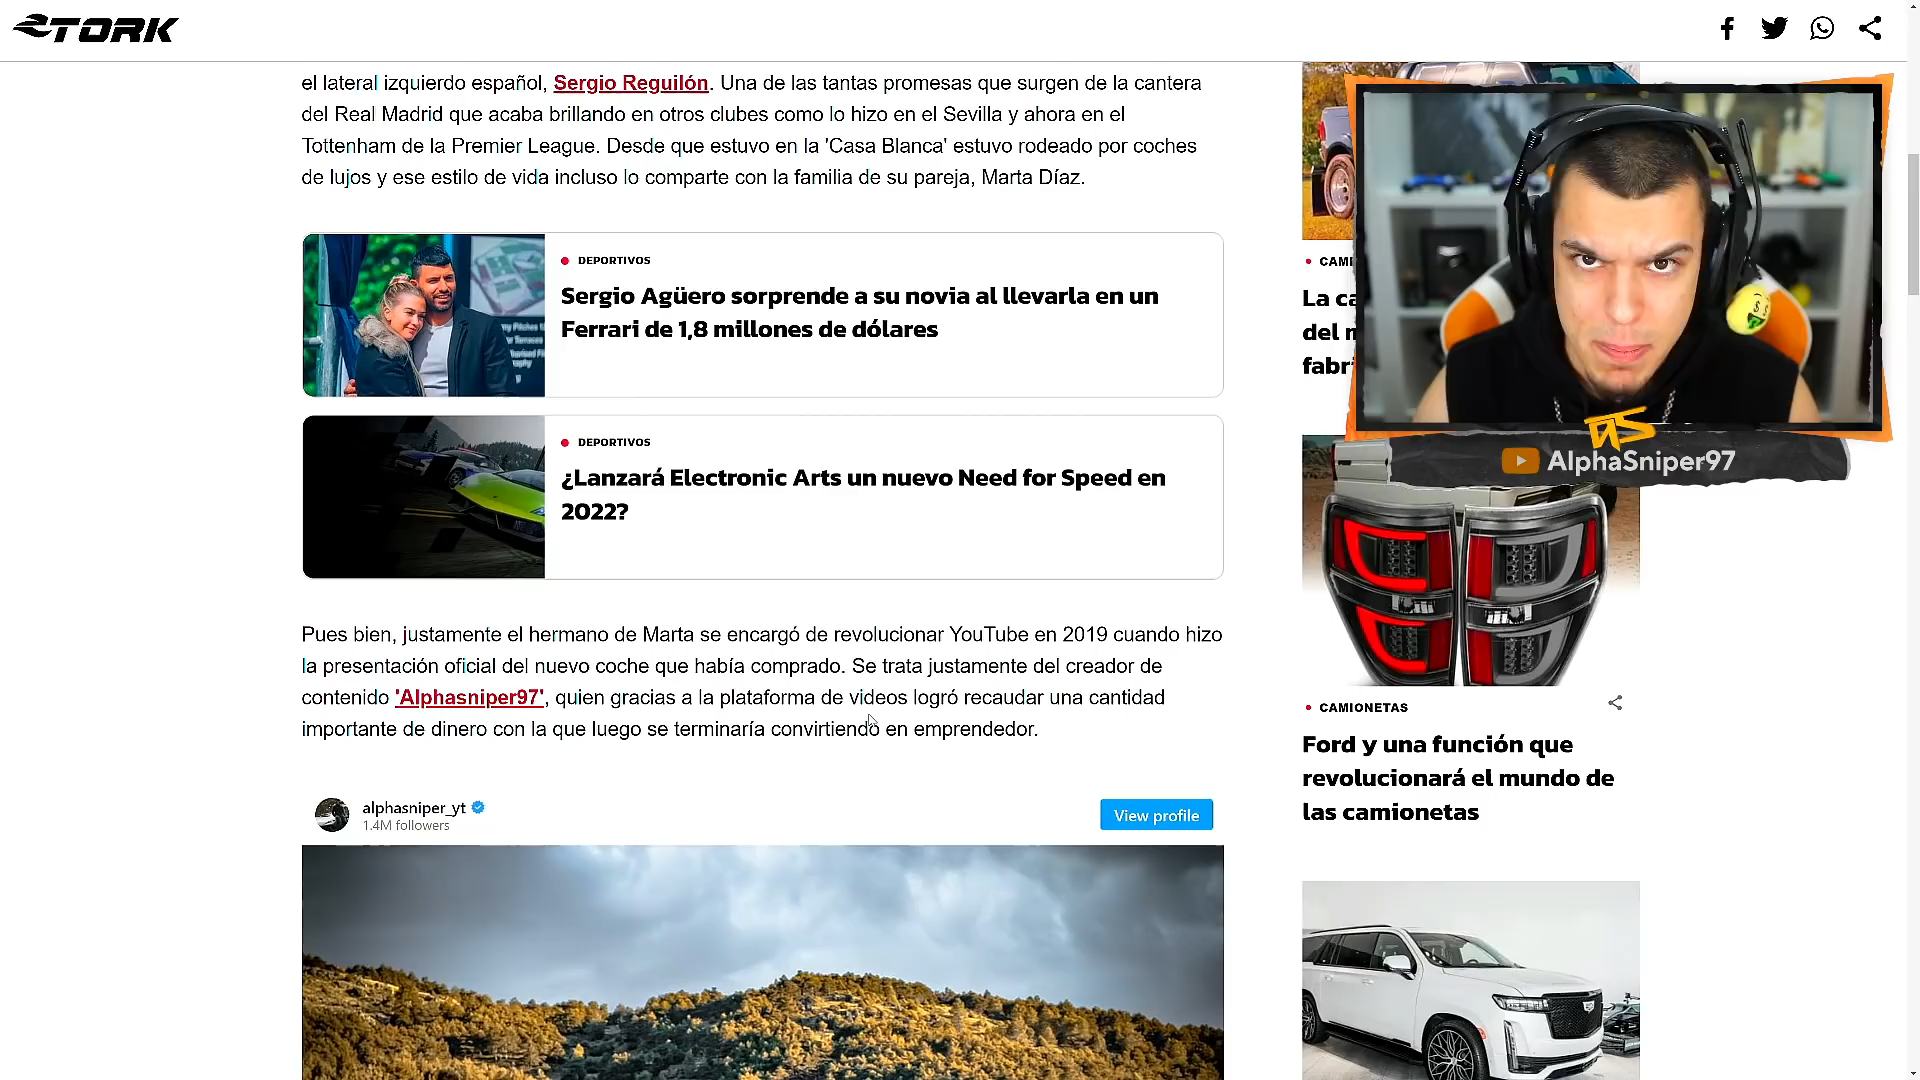 TORK
el lateral izquierdo español, Sergio Reguilón. Una de las tantas promesas que surgen de la cantera
del Real Madrid que acaba brillando en otros clubes como lo hizo en el Sevilla y ahora en el
Tottenham de la Premier League. Desde que estuvo en la 'Casa Blanca' estuvo rodeado por coches
de lujos y ese estilo de vida incluso lo comparte con la familia de su pareja, Marta Díaz.
DEPORTIVOS
Sergio Agüero sorprende a su novia al llevarla en un
Ferrari de 1,8 millones de dólares
DEPORTIVOS
¿Lanzará Electronic Arts un nuevo Need for Speed en
2022?
Pues bien, justamente el hermano de Marta se encargó de revolucionar YouTube en 2019 cuando hizo
la presentación oficial del nuevo coche que había comprado. Se trata justamente del creador de
contenido 'Alphasniper97', quien gracias a la plataforma de videos logró recaudar una cantidad
importante de dinero con la que luego se terminaría convirtiendo en emprendedor.
alphasniper_yt
1.4M followers
View profile
CAMI
La ca
del m
fabri
AS
AlphaSniper97
CAMIONETAS
Ford y una función que
revolucionará el mundo de
las camionetas